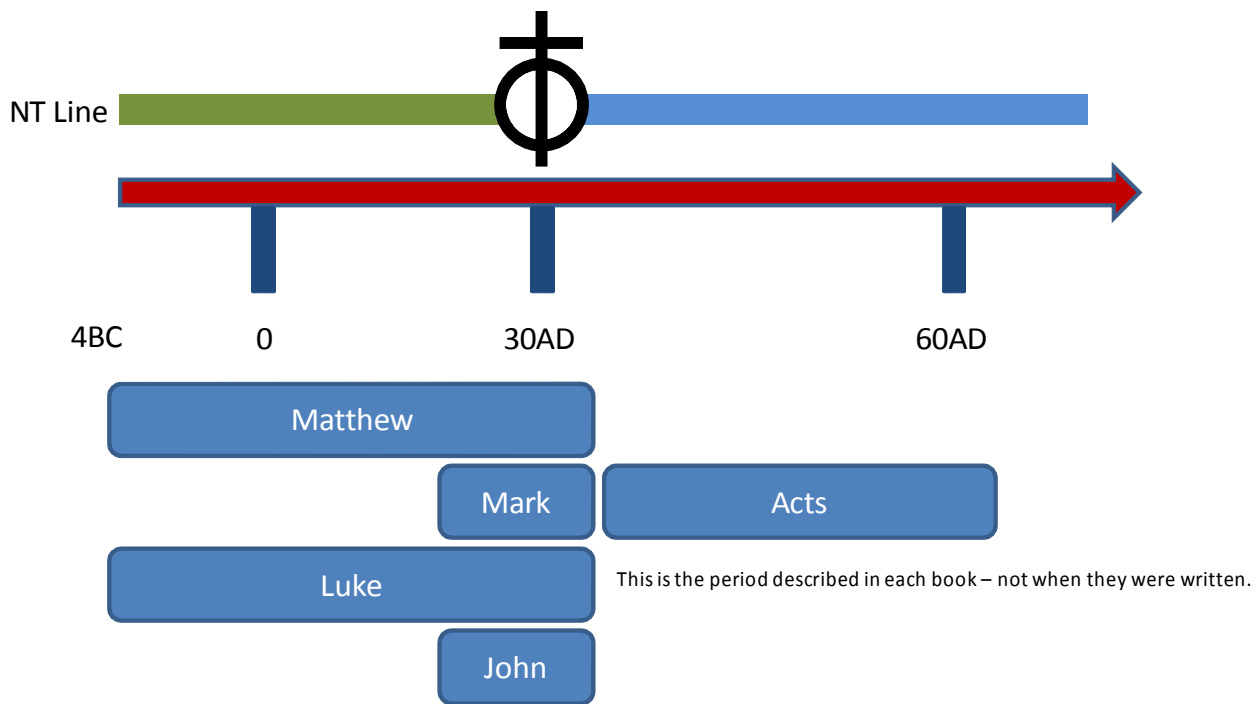 NT Line
4BC
0
30AD
60AD
Matthew
Mark
Acts
Luke
This is the period described in each book – not when they were written.
John